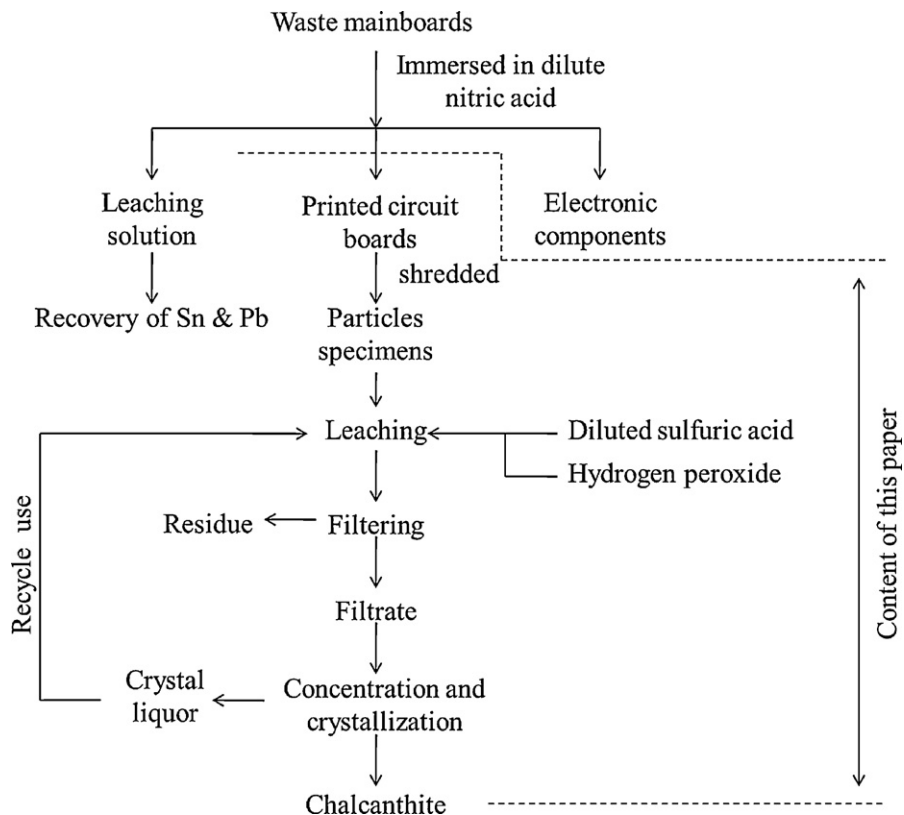 Waste mainboards
Immersed in dilute
nitric acid
Leaching
solution
Printed circuit
boards
Electronic
components
shredded
Recovery of Sn & Pb
Particles
specimens
Leaching
Diluted sulfuric acid
Hydrogen peroxide
Residue
Filtering
Filtrate
Crystal
liquor
Concentration and
crystallization
Chalcanthite
Recycle use
Content of this paper